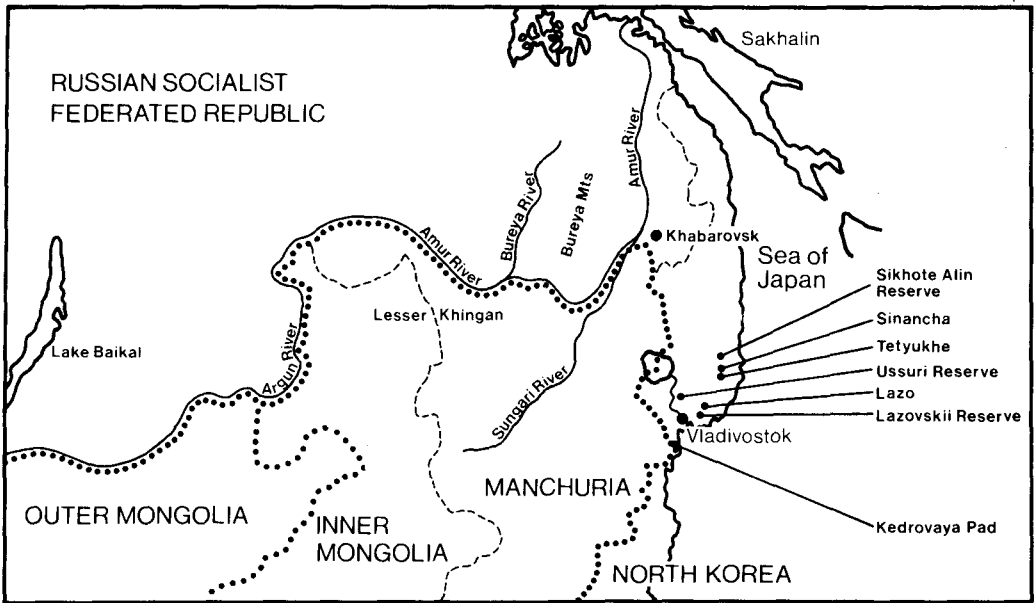 Sakhalin
RUSSIAN SOCIALIST
FEDERATED REPUBLIC
Amur River
Bureya River
Bureya Mts
Khabarovsk
Amur River
Sea of
Japan
Sikhote Alin
Reserve
Lesser Khingan
Sinancha
Lake Baikal
Argun River
Tetyukhe
Ussuri Reserve
Sungari River
Lazo
Lazovskii Reserve
Vladivostok
MANCHURIA
OUTER MONGOLIA
INNER
MONGOLIA
Kedrovaya Pad
NORTH KOREA